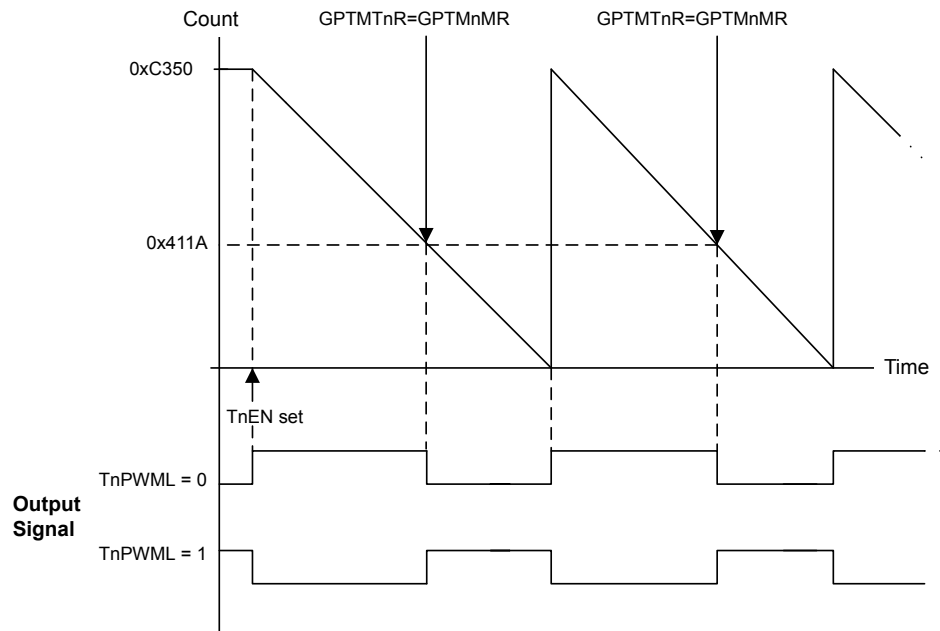 Count
GPTMTnR=GPTMnMR
GPTMTnR=GPTMnMR
0xC350
0x411A
Time
TnEN set
TnPWML = 0
Output
Signal
TnPWML = 1